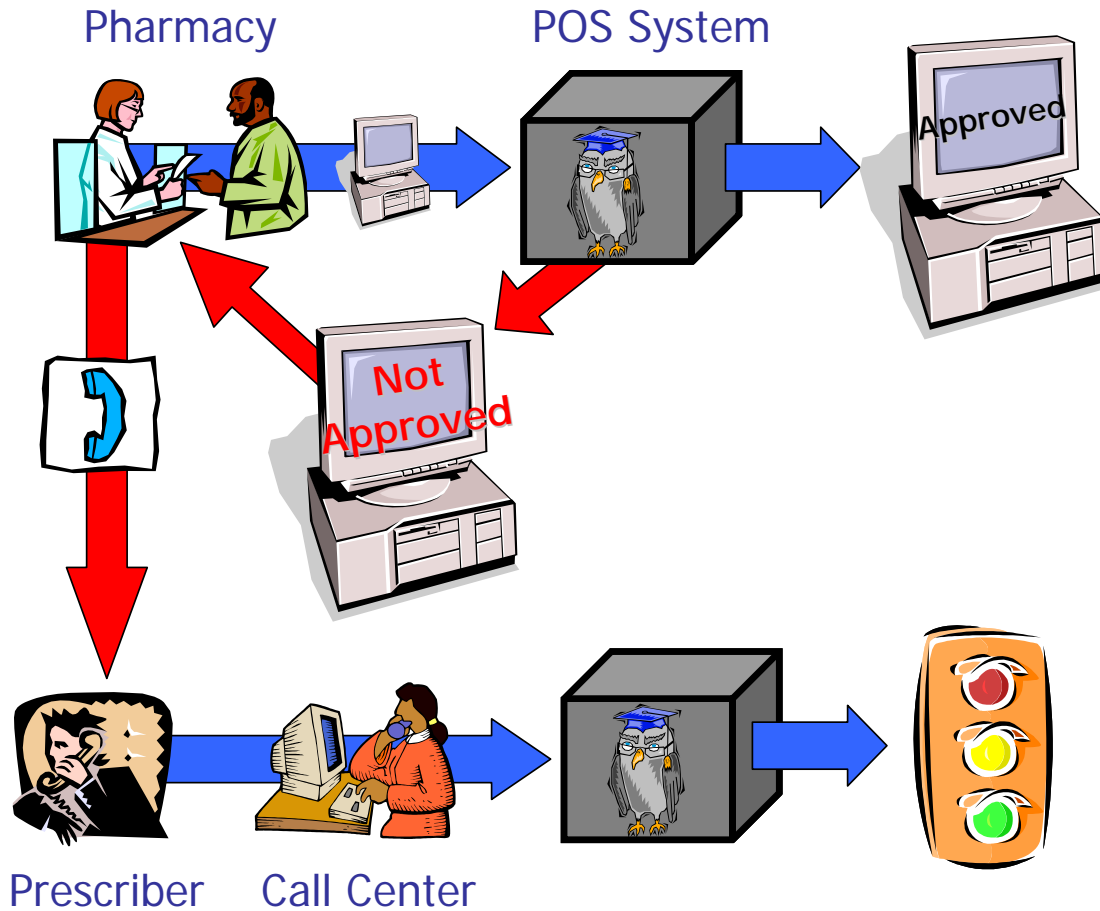 Pharmacy
POS System
Approved
Not
Approved
Prescriber
Call Center